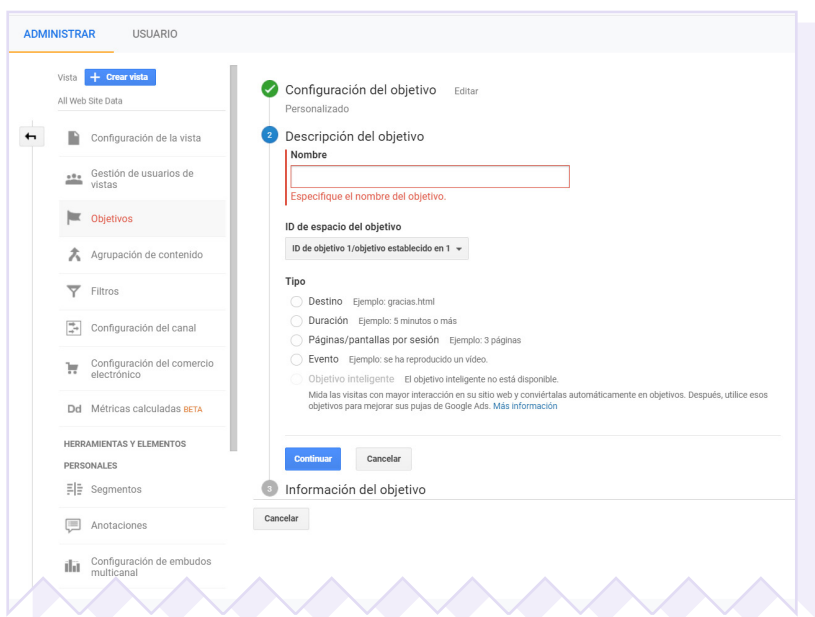 ADMINISTRAR USUARIO
Vista + Crear vista
All Web Site Data
Configuración de la vista
Gestión de usuarios de
vistas
Objetivos
Agrupación de contenido
Filtros
Configuración del canal
Configuración del comercio
electrónico
Dd Métricas calculadas BETA
HERRAMIENTAS Y ELEMENTOS
PERSONALES
Segmentos
Anotaciones
Configuración de embudos
multicanal
Configuración del objetivo Editar
Personalizado
2 Descripción del objetivo
Nombre
Especifique el nombre del objetivo.
ID de espacio del objetivo
ID de objetivo 1/objetivo establecido en 1
Tipo
Destino Ejemplo: gracias.html
Duración Ejemplo: 5 minutos o más
Páginas/pantallas por sesión Ejemplo: 3 páginas
Evento Ejemplo: se ha reproducido un vídeo.
Objetivo inteligente El objetivo inteligente no está disponible.
Mida las visitas con mayor interacción en su sitio web y conviértalas automáticamente en objetivos. Después, utilice esos
objetivos para mejorar sus pujas de Google Ads. Más información
Continuar Cancelar
3 Información del objetivo
Cancelar